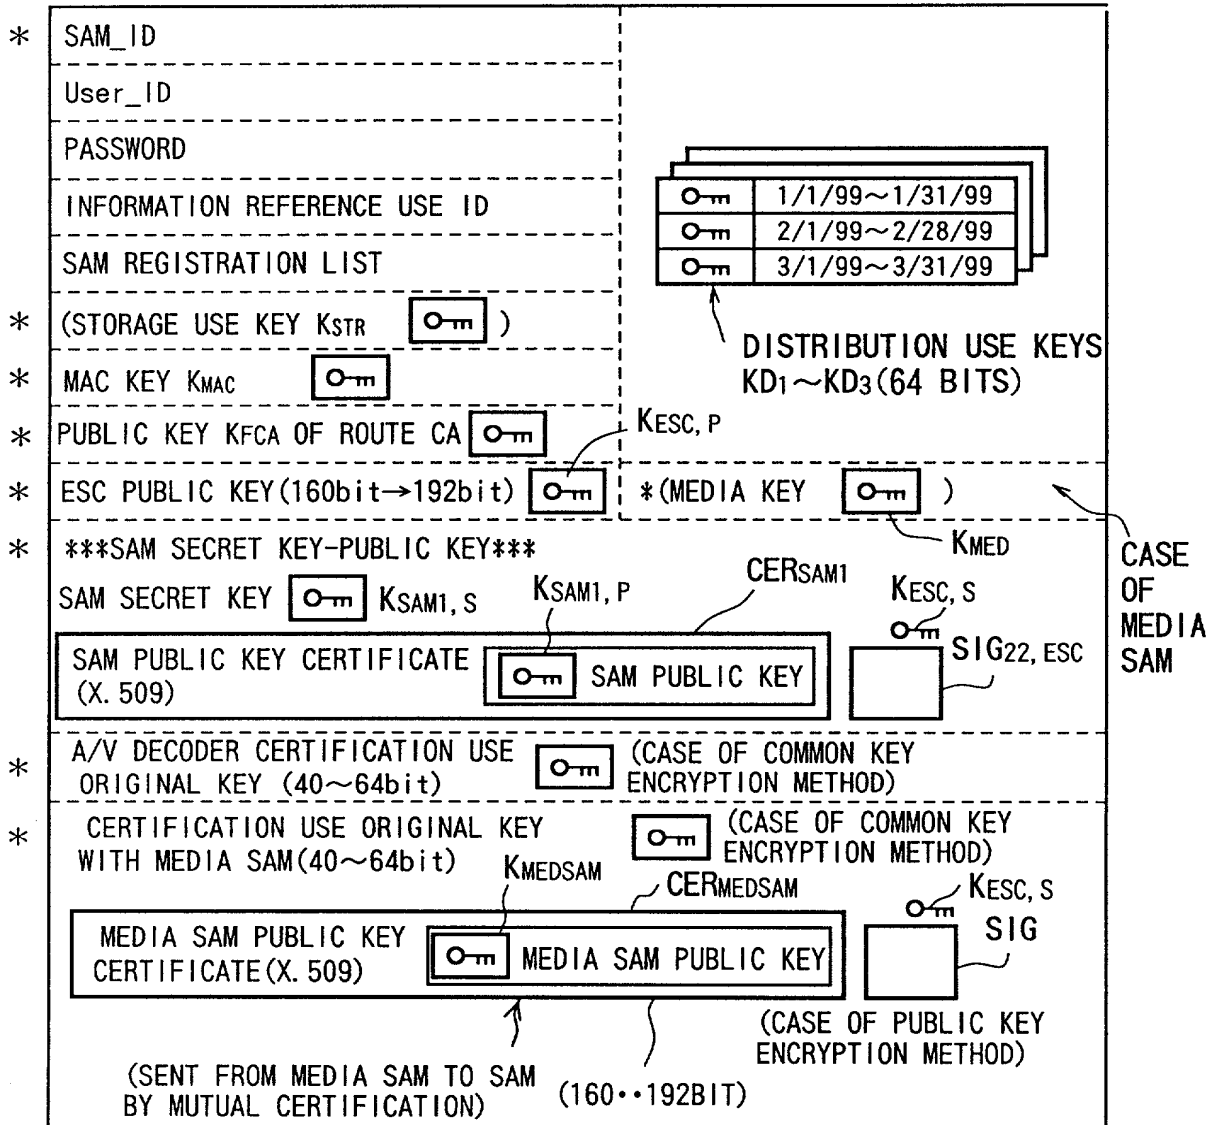 * SAM_ID
User_ID
PASSWORD
INFORMATION REFERENCE USE ID
SAM REGISTRATION LIST
* (STORAGE USE KEY KSTR )
* MAC KEY KMAC
* PUBLIC KEY KFCA OF ROUTE CA
1/1/99~1/31/99
2/1/99~2/28/99
3/1/99~3/31/99
DISTRIBUTION USE KEYS
KD1~KD3(64 BITS)
KESC, P
* ESC PUBLIC KEY(160bit→192bit)
*(MEDIA KEY )
KMED
CASE
OF
MEDIA
SAM
* ***SAM SECRET KEY-PUBLIC KEY***
SAM SECRET KEY KSAM1, S
KSAM1, P
CERSAM1
KESC, S
SAM PUBLIC KEY CERTIFICATE
(X. 509)
SAM PUBLIC KEY
SIG22, ESC
* A/V DECODER CERTIFICATION USE
ORIGINAL KEY (40~64bit)
(CASE OF COMMON KEY
ENCRYPTION METHOD)
* CERTIFICATION USE ORIGINAL KEY
WITH MEDIA SAM(40~64bit)
(CASE OF COMMON KEY
ENCRYPTION METHOD)
KMEDSAM
CERMEDSAM
KESC, S
MEDIA SAM PUBLIC KEY
CERTIFICATE(X. 509)
MEDIA SAM PUBLIC KEY
SIG
(CASE OF PUBLIC KEY
ENCRYPTION METHOD)
(SENT FROM MEDIA SAM TO SAM
BY MUTUAL CERTIFICATION)
(160··192BIT)